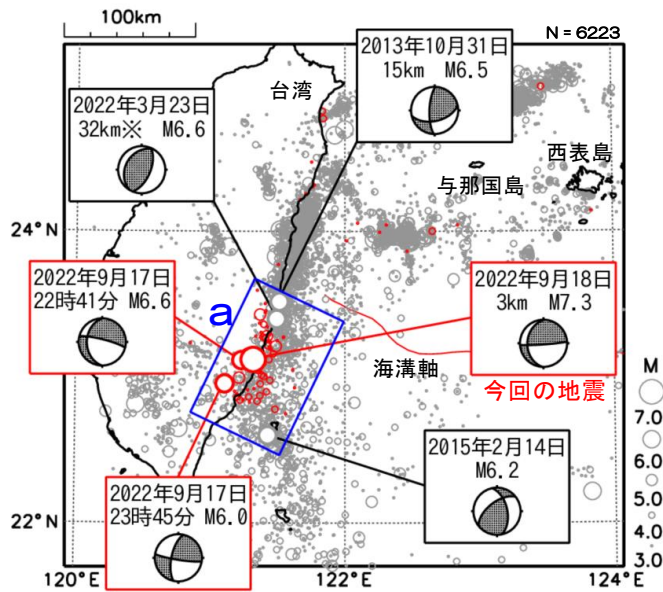 100km
N = 6223
2013年10月31日
15km M6.5
台湾
2022年3月23日
32km※ M6.6
西表島
与那国島
24°N
2022年9月17日
22時41分 M6.6
a
2022年9月18日
3km M7.3
海溝軸
今回の地震
M
7.0
6.0
5.0
4.0
3.0
2015年2月14日
M6.2
2022年9月17日
23時45分 M6.0
22°N
120°E
122°E
124°E